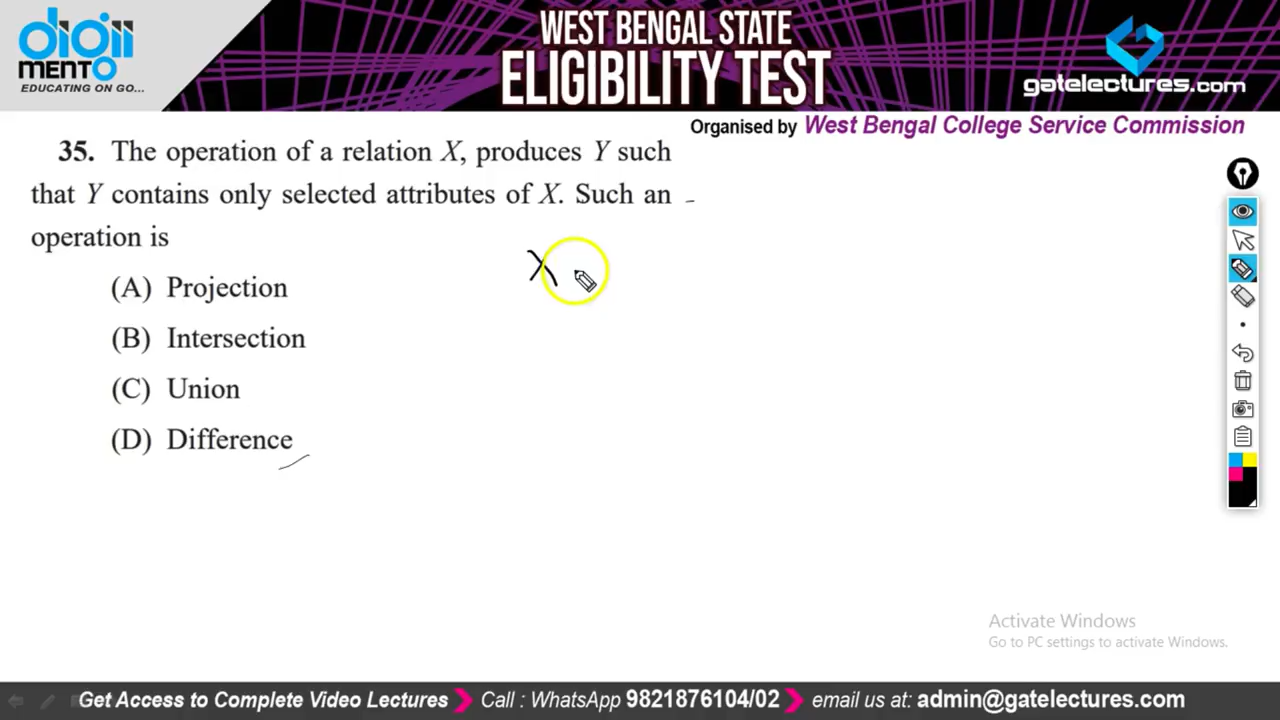 digii
MENTO
EDUCATING ON GO...
WEST BENGAL STATE
ELIGIBILITY TEST
gatelectures.com
Organised by West Bengal College Service Commission
35. The operation of a relation X, produces Y such
that Y contains only selected attributes of X. Such an
operation is
X
(A) Projection
(B) Intersection
(C) Union
(D) Difference
Activate Windows
Go to PC settings to activate Windows.
Get Access to Complete Video Lectures
Call : WhatsApp 9821876104/02
email us at: admin@gatelectures.com